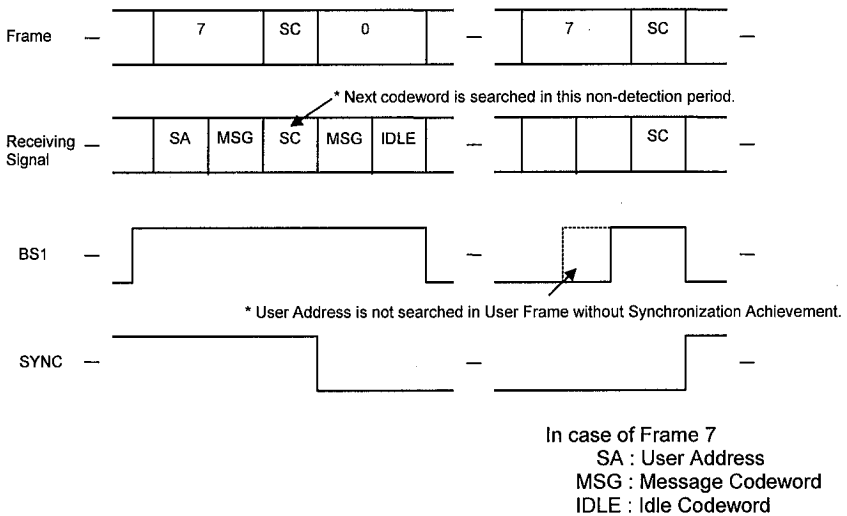 Frame — 7 SC 0 — 7 SC —
* Next codeword is searched in this non-detection period.
Receiving Signal — SA MSG SC MSG IDLE — SC —
BS1 — — —
* User Address is not searched in User Frame without Synchronization Achievement.
SYNC — — —
In case of Frame 7
SA : User Address
MSG : Message Codeword
IDLE : Idle Codeword